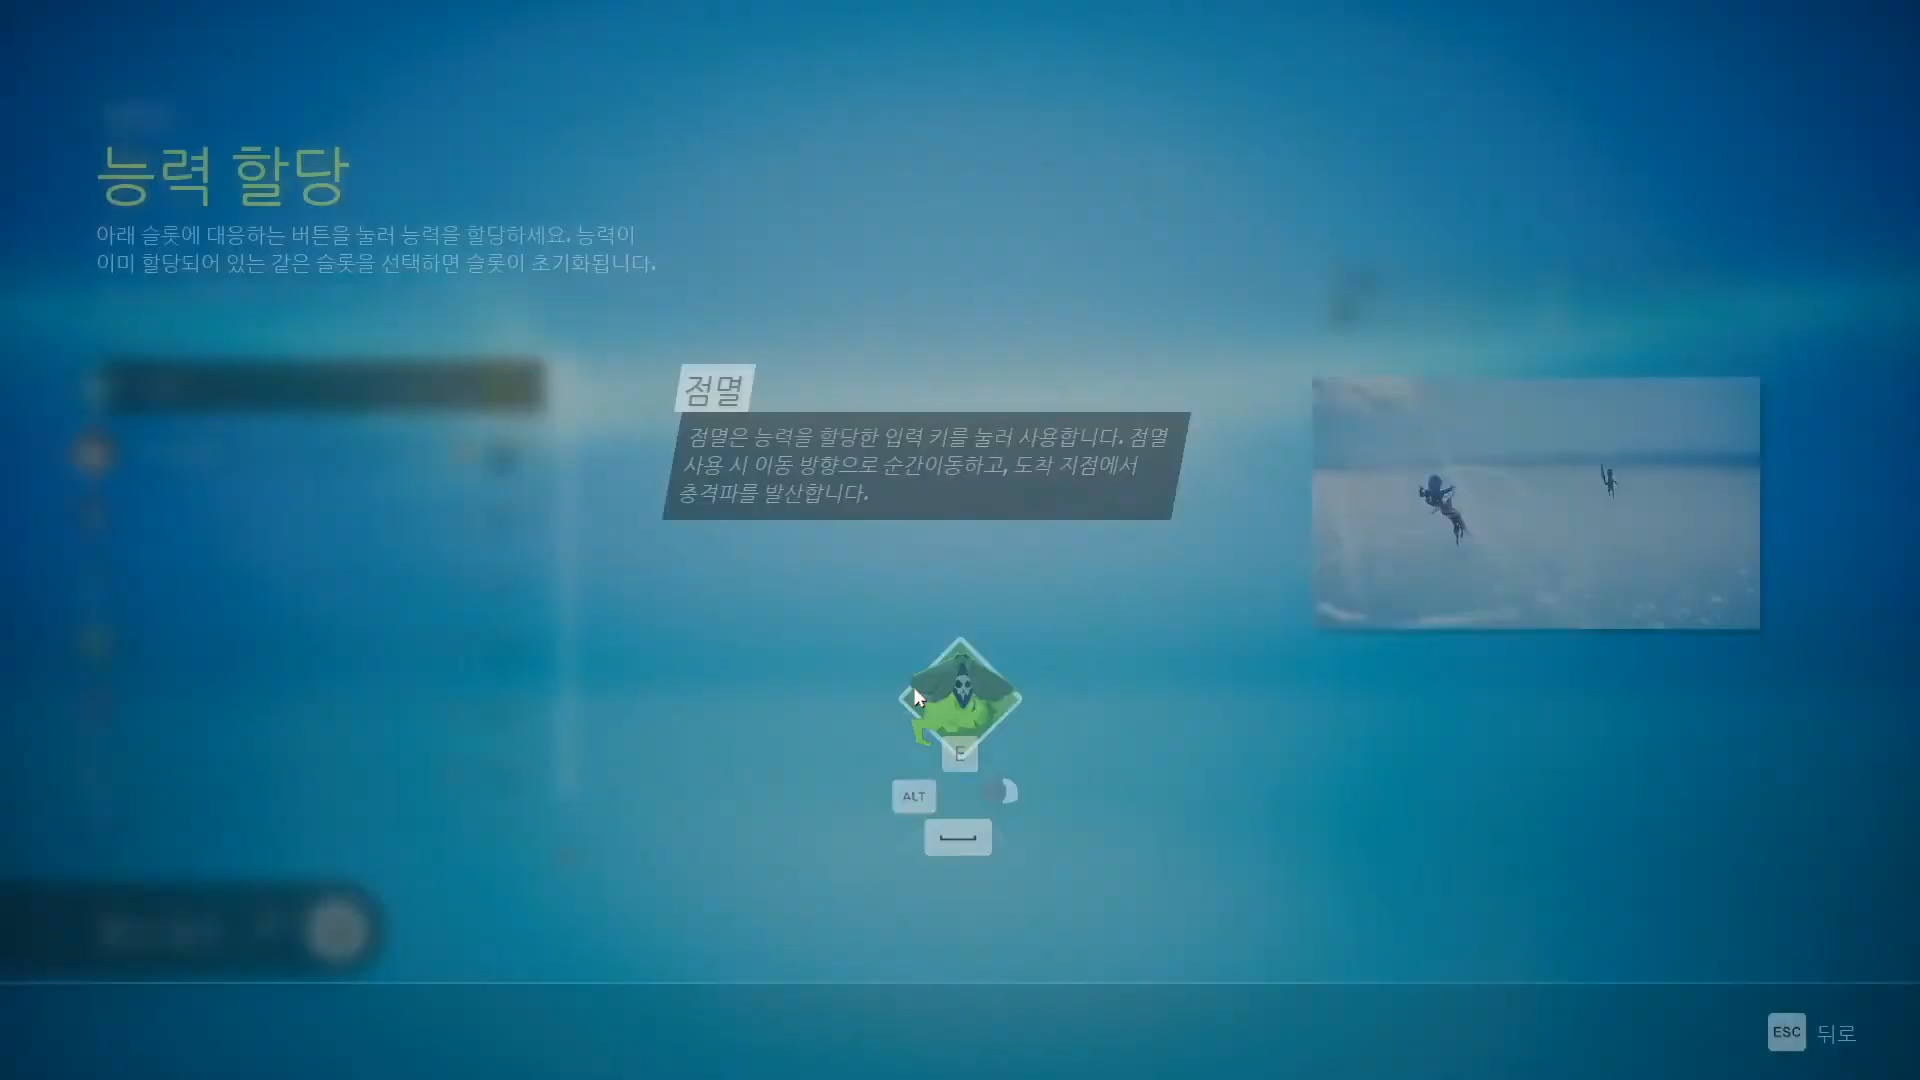 능력 할당
아래 슬롯에 대응하는 버튼을 눌러 능력을 할당하세요. 능력이
이미 할당되어 있는 같은 슬롯을 선택하면 슬롯이 초기화됩니다.
점멸
점멸은 능력을 할당한 입력 키를 눌러 사용합니다. 점멸
사용 시 이동 방향으로 순간이동하고, 도착 지점에서
충격파를 발산합니다.
E
ALT
ESC 뒤로